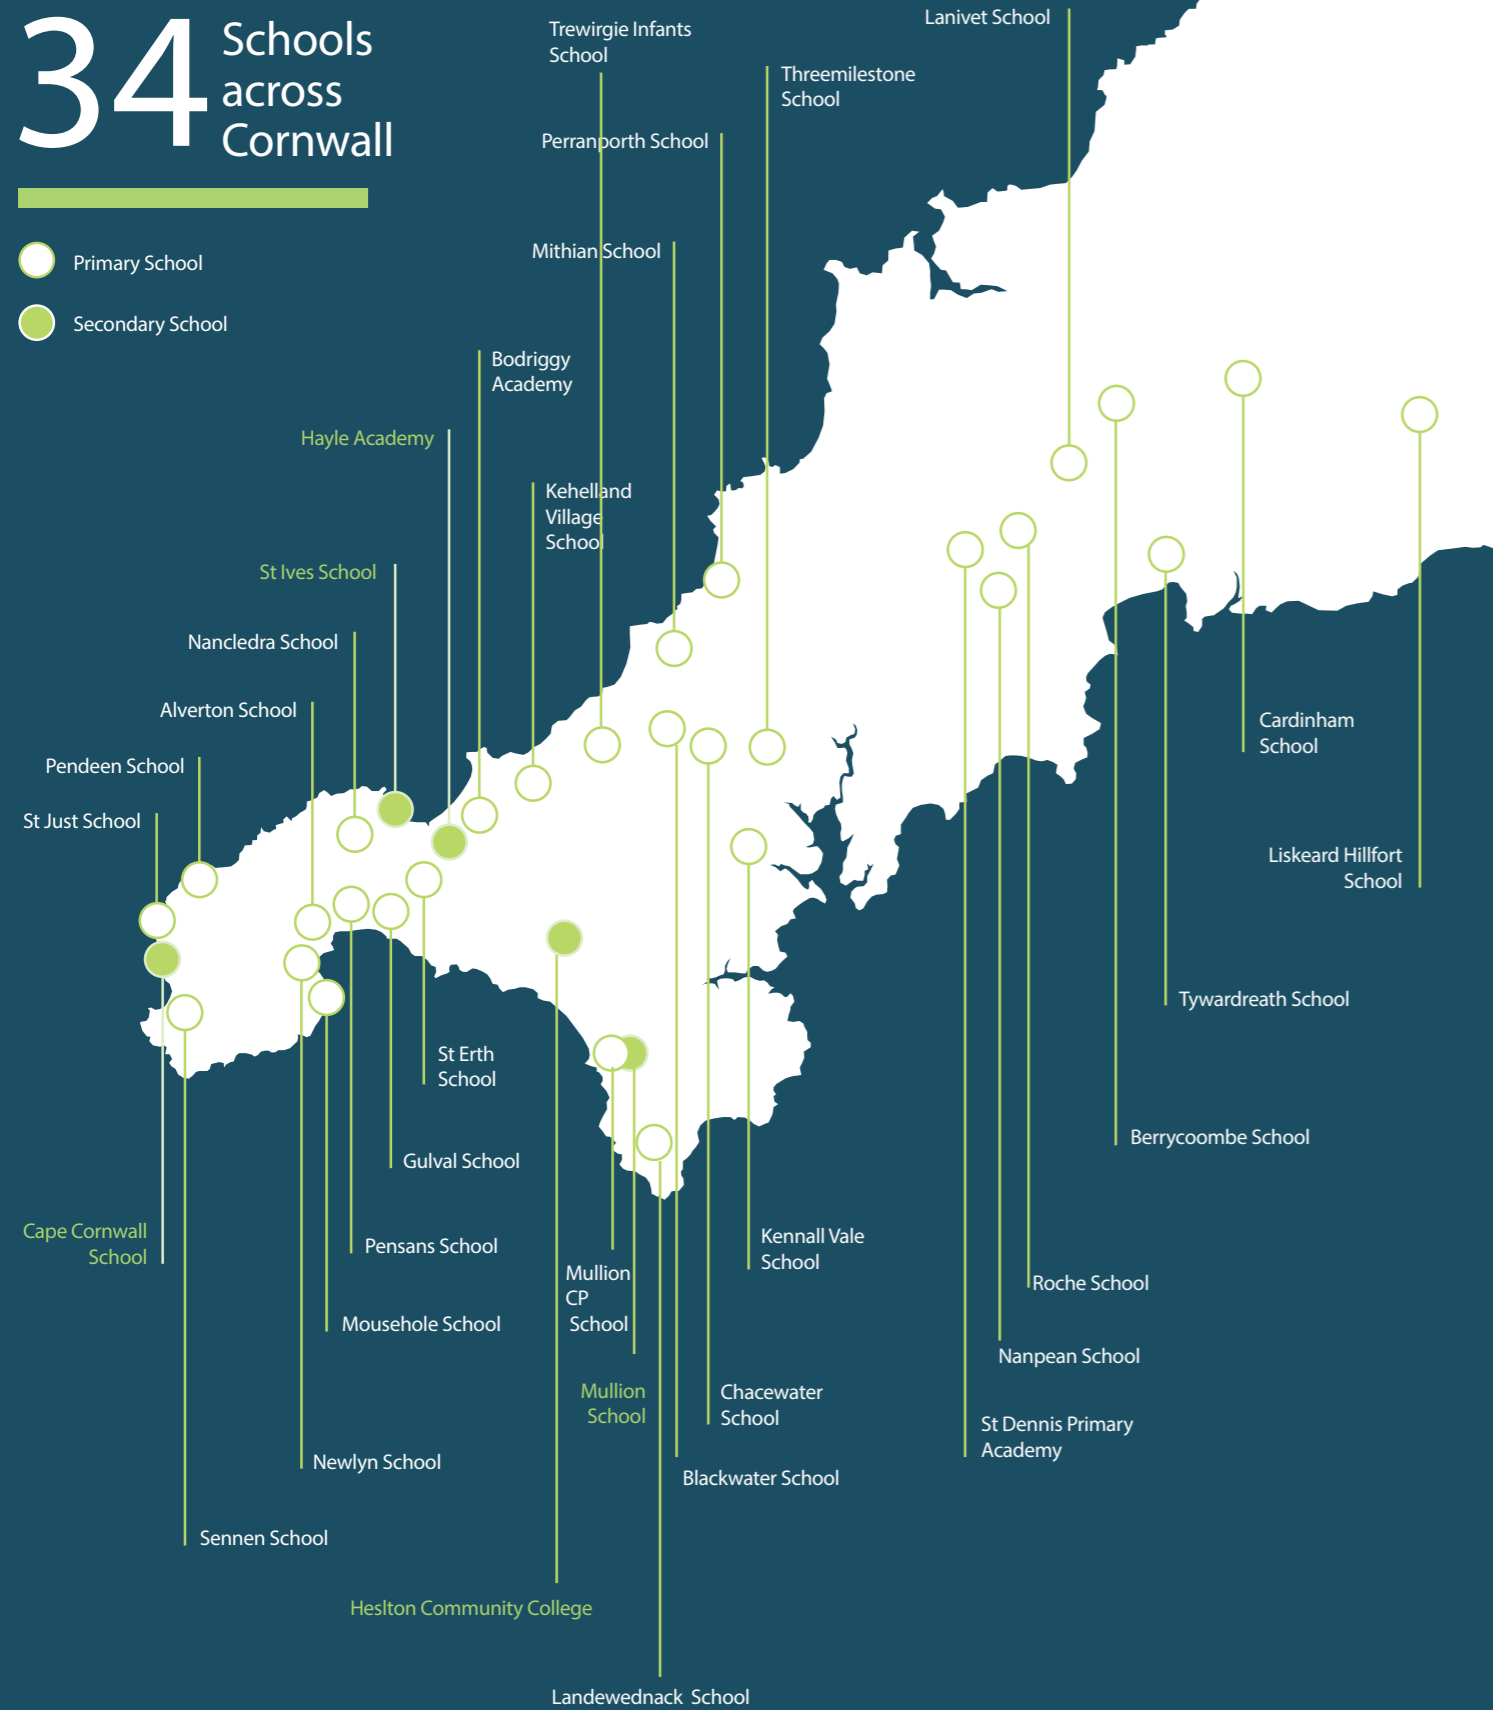 34
Schools
across
Cornwall
Primary School
Secondary School
Trewirgie Infants
School
Lanivet School
Threemilestone
School
Perranporth School
Mithian School
Bodriggy
Academy
Hayle Academy
Kehelland
Village
School
St Ives School
Nancledra School
Alverton School
Pendeen School
St Just School
Cardinham
School
Liskeard Hillfort
School
Tywardreath School
St Erth
School
Berrycoombe School
Gulval School
Cape Cornwall
School
Pensans School
Kennall Vale
School
Mullion
CP
School
Roche School
Mousehole School
Nanpean School
Mullion
School
Chacewater
School
St Dennis Primary
Academy
Newlyn School
Blackwater School
Sennen School
Heslton Community College
Landewednack School